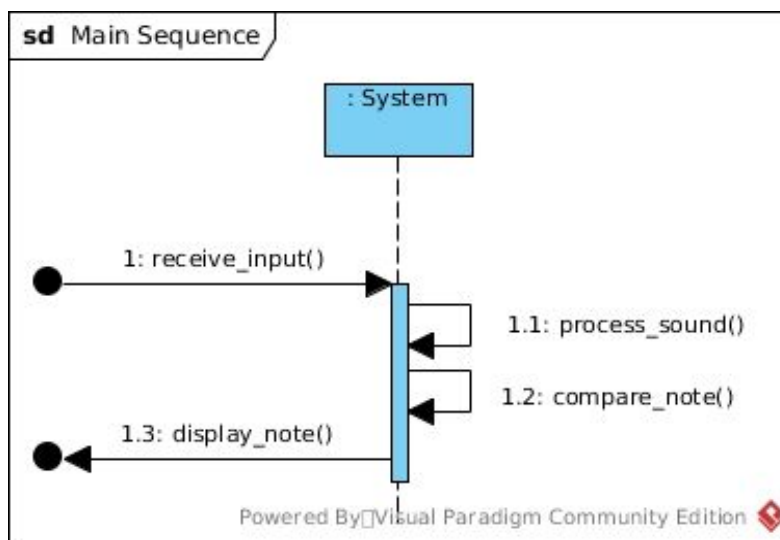 sd Main Sequence
: System
1: receive_input()
1.1: process_sound()
1.2: compare_note()
1.3: display_note()
Powered By Visual Paradigm Community Edition